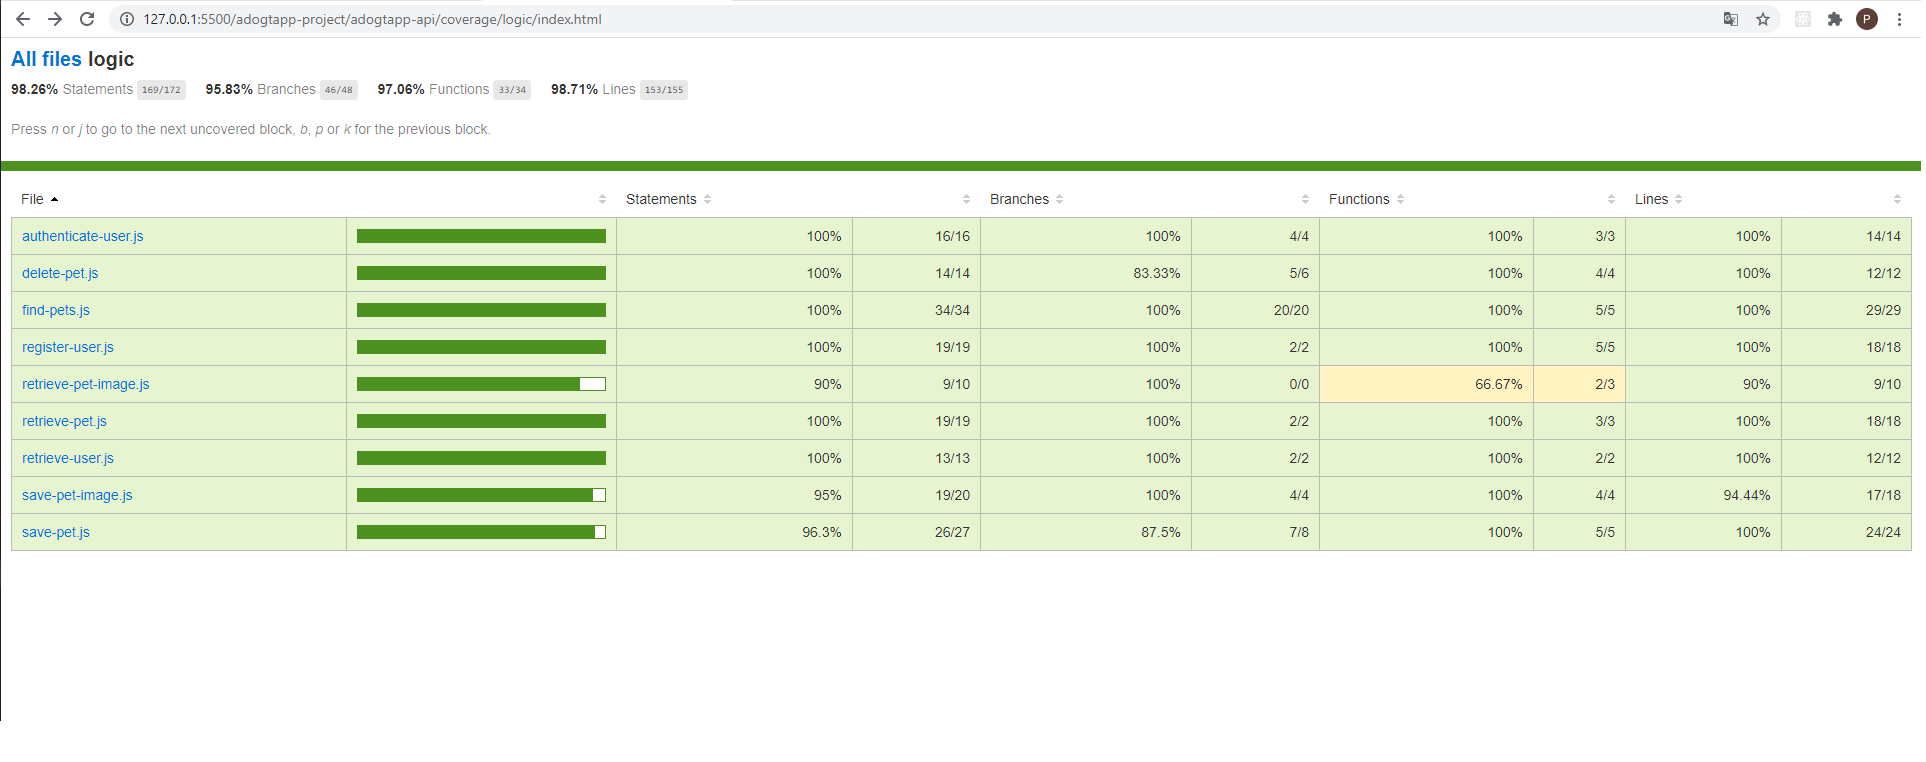 127.0.0.1:5500/adogtapp-project/adogtapp-api/coverage/logic/index.html
P
All files logic
98.26% Statements 169/172 95.83% Branches 46/48 97.06% Functions 33/34 98.71% Lines 153/155
Press n or j to go to the next uncovered block, b, p or k for the previous block.
File Statements Branches Functions Lines
authenticate-user.js 100% 16/16 100% 4/4 100% 3/3 100% 14/14
delete-pet.js 100% 14/14 83.33% 5/6 100% 4/4 100% 12/12
find-pets.js 100% 34/34 100% 20/20 100% 5/5 100% 29/29
register-user.js 100% 19/19 100% 2/2 100% 5/5 100% 18/18
retrieve-pet-image.js 90% 9/10 100% 0/0 66.67% 2/3 90% 9/10
retrieve-pet.js 100% 19/19 100% 2/2 100% 3/3 100% 18/18
retrieve-user.js 100% 13/13 100% 2/2 100% 2/2 100% 12/12
save-pet-image.js 95% 19/20 100% 4/4 100% 4/4 94.44% 17/18
save-pet.js 96.3% 26/27 87.5% 7/8 100% 5/5 100% 24/24